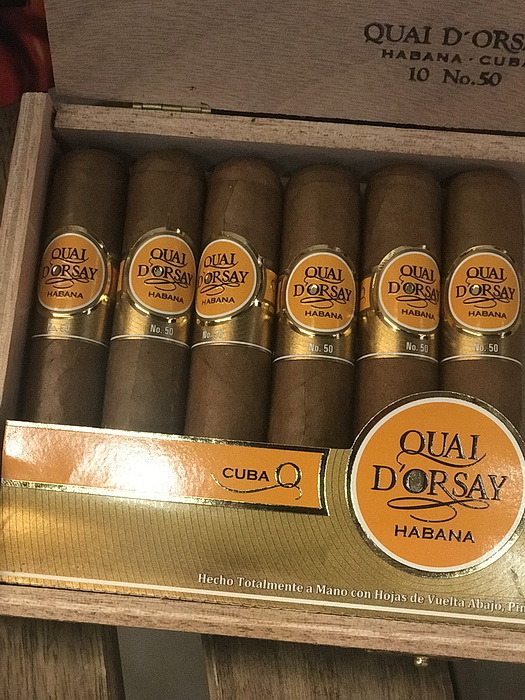 QUAI D'ORS
HABANA · CUBA
10 No.50
QUAI
D'ORSAY
HABANA
QUAI
D'ORSAY
HABANA
No. 50
QUAI
D'ORSAY
HABANA
QUAI
D'ORSAY
HABANA
No. 50
QUAI
D'ORSAY
HABANA
No. 50
QUAI
D'ORSAY
HABANA
No. 50
CUBA Q
QUAI
D'ORSAY
HABANA
Hecho Totalmente a Mano con Hojas de Vuelta Abajo, Pin